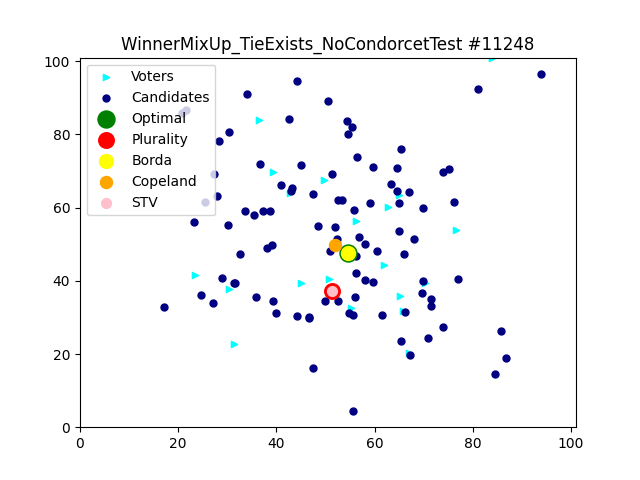 WinnerMixUp_TieExists_NoCondorcetTest #11248
Voters
Candidates
Optimal
Plurality
Borda
Copeland
STV
100
80
60
40
20
0
0 20 40 60 80 100